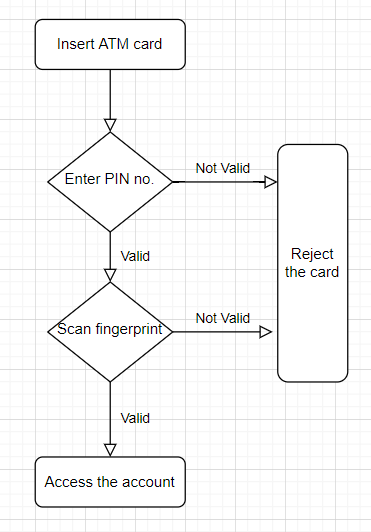 Insert ATM card
Enter PIN no.
Not Valid
Valid
Reject
the card
Scan fingerprint
Not Valid
Valid
Access the account